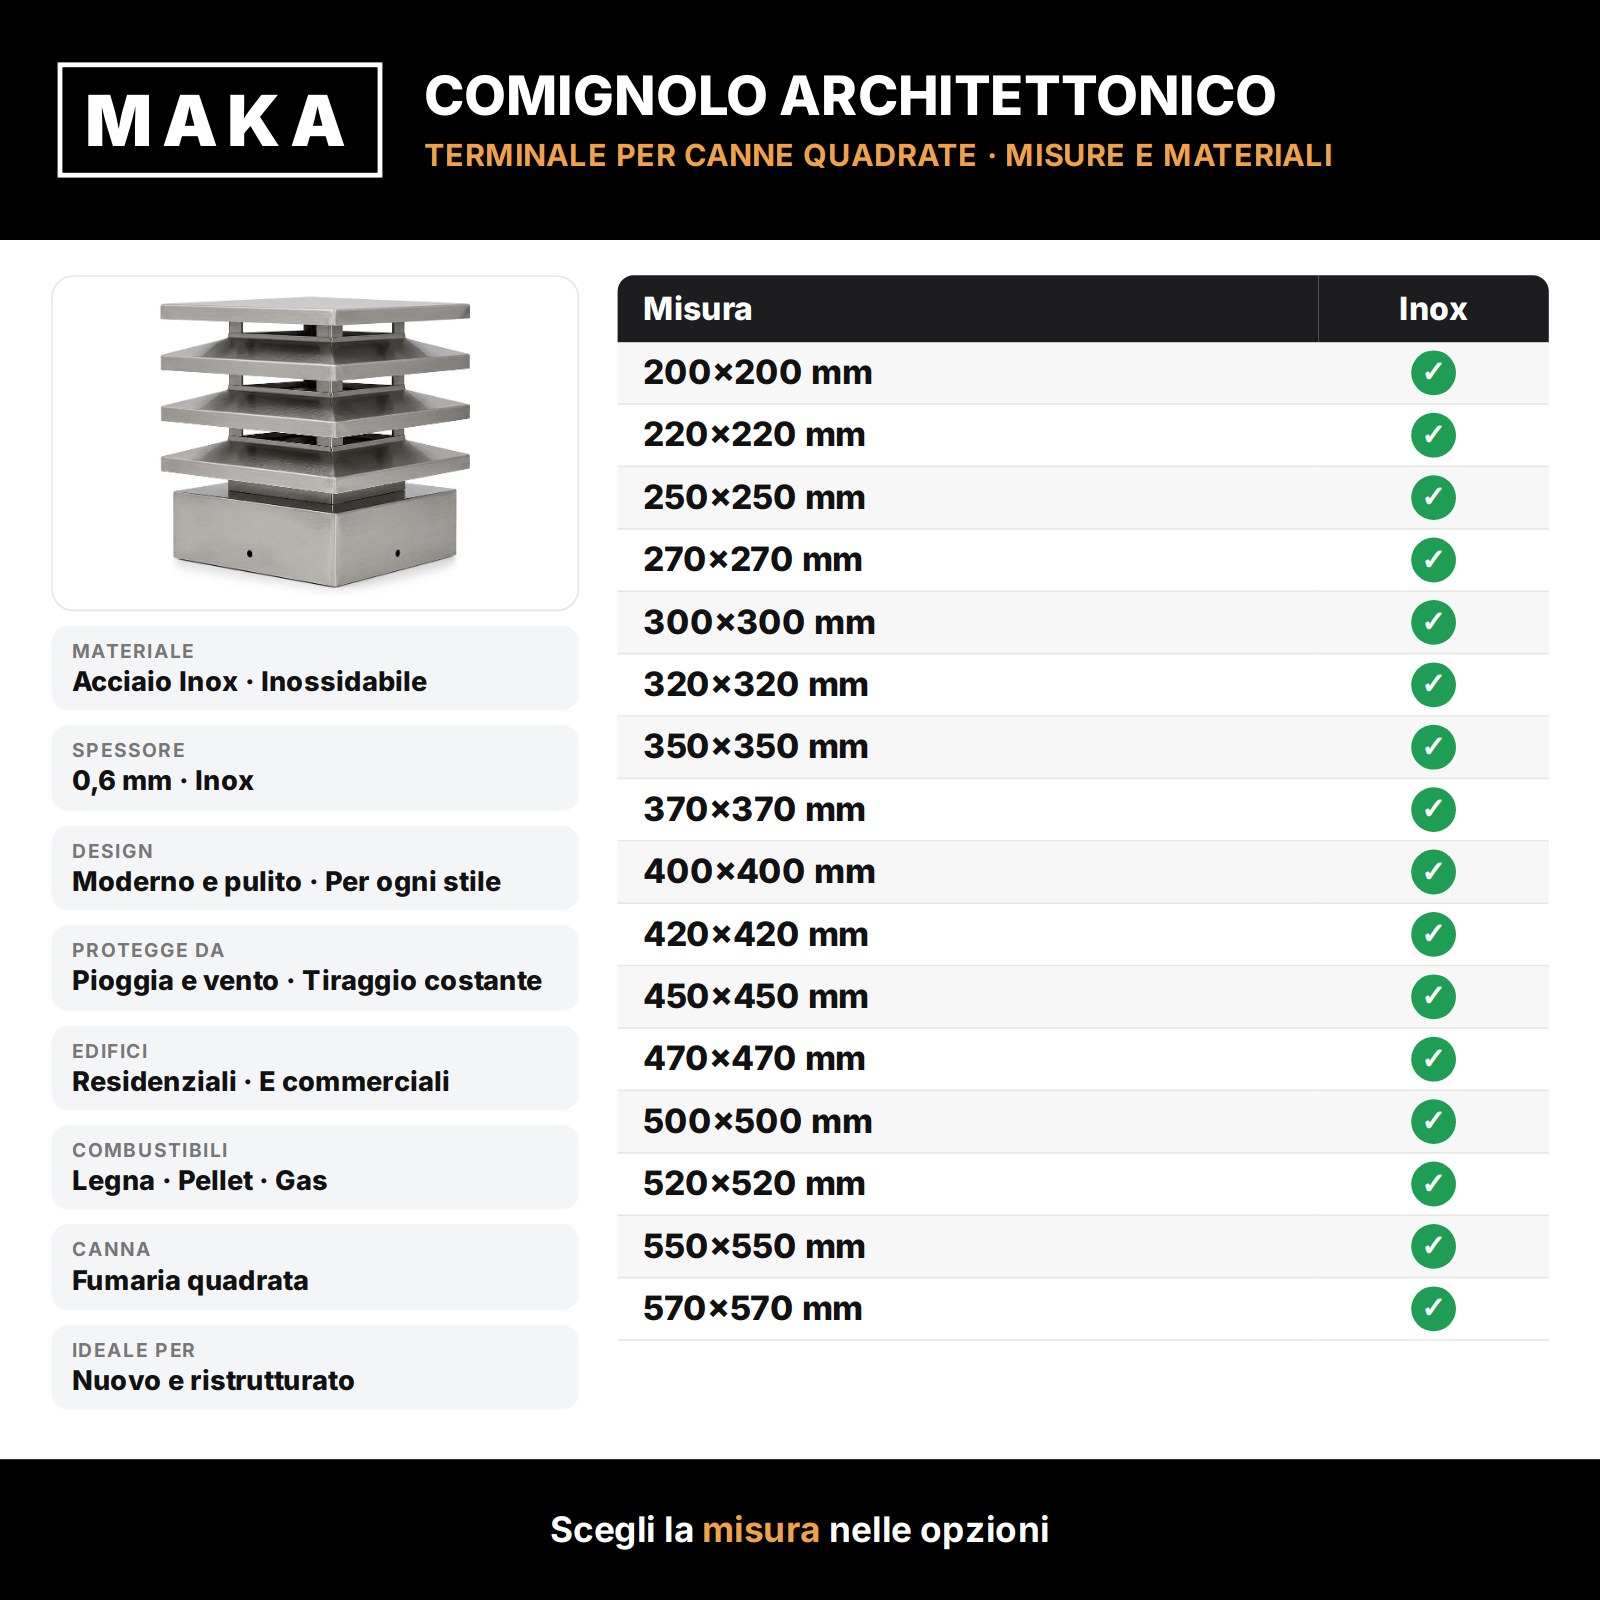 MAKA
COMIGNOLO ARCHITETTONICO
TERMINALE PER CANNE QUADRATE · MISURE E MATERIALI
MATERIALE
Acciaio Inox · Inossidabile
SPESSORE
0,6 mm · Inox
DESIGN
Moderno e pulito · Per ogni stile
PROTEGGE DA
Pioggia e vento · Tiraggio costante
EDIFICI
Residenziali · E commerciali
COMBUSTIBILI
Legna · Pellet · Gas
CANNA
Fumaria quadrata
IDEALE PER
Nuovo e ristrutturato
Misura Inox
200×200 mm ✓
220×220 mm ✓
250×250 mm ✓
270×270 mm ✓
300×300 mm ✓
320×320 mm ✓
350×350 mm ✓
370×370 mm ✓
400×400 mm ✓
420×420 mm ✓
450×450 mm ✓
470×470 mm ✓
500×500 mm ✓
520×520 mm ✓
550×550 mm ✓
570×570 mm ✓
Scegli la misura nelle opzioni